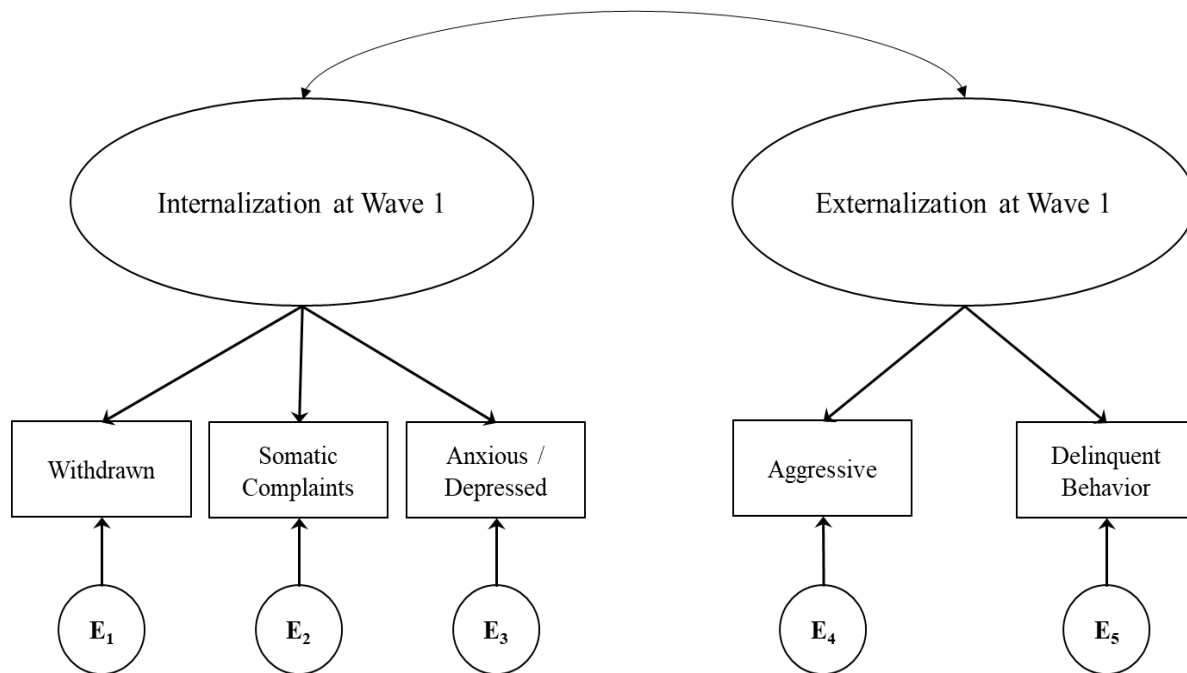 Internalization at Wave 1
Externalization at Wave 1
Withdrawn
Somatic
Complaints
Anxious /
Depressed
Aggressive
Delinquent
Behavior
E₁
E₂
E₃
E₄
E₅